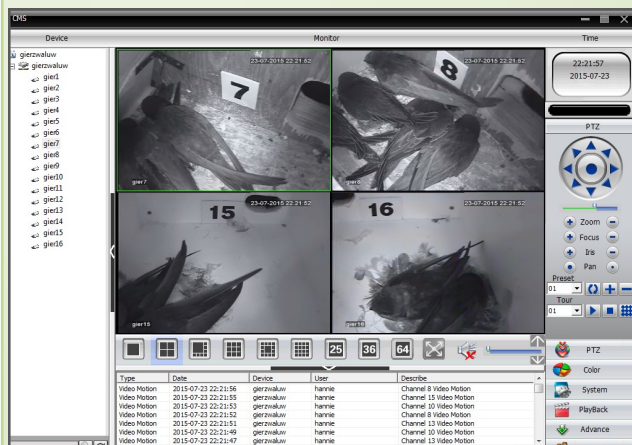 CMS
Device Monitor Time
gierzwaluw
gierzwaluw
gier1
gier2
gier3
gier4
gier5
gier6
gier7
gier8
gier9
gier10
gier11
gier12
gier13
gier14
gier15
gier16
23-07-2015 22:21:52
7
gier7
23-07-2015 22:21:52
8
gier8
23-07-2015 22:21:52
15
gier15
23-07-2015 22:21:52
16
gier16
22:21:57
2015-07-23
PTZ
Zoom
Focus
Iris
Pan
Preset
01
Tour
01
25 36 64
PTZ
Color
System
PlayBack
Advance
Type Date Device User Describe
Video Motion 2015-07-23 22:21:56 gierzwaluw hannie Channel 8 Video Motion
Video Motion 2015-07-23 22:21:55 gierzwaluw hannie Channel 15 Video Motion
Video Motion 2015-07-23 22:21:53 gierzwaluw hannie Channel 10 Video Motion
Video Motion 2015-07-23 22:21:52 gierzwaluw hannie Channel 8 Video Motion
Video Motion 2015-07-23 22:21:51 gierzwaluw hannie Channel 13 Video Motion
Video Motion 2015-07-23 22:21:49 gierzwaluw hannie Channel 10 Video Motion
Video Motion 2015-07-23 22:21:47 gierzwaluw hannie Channel 13 Video Motion